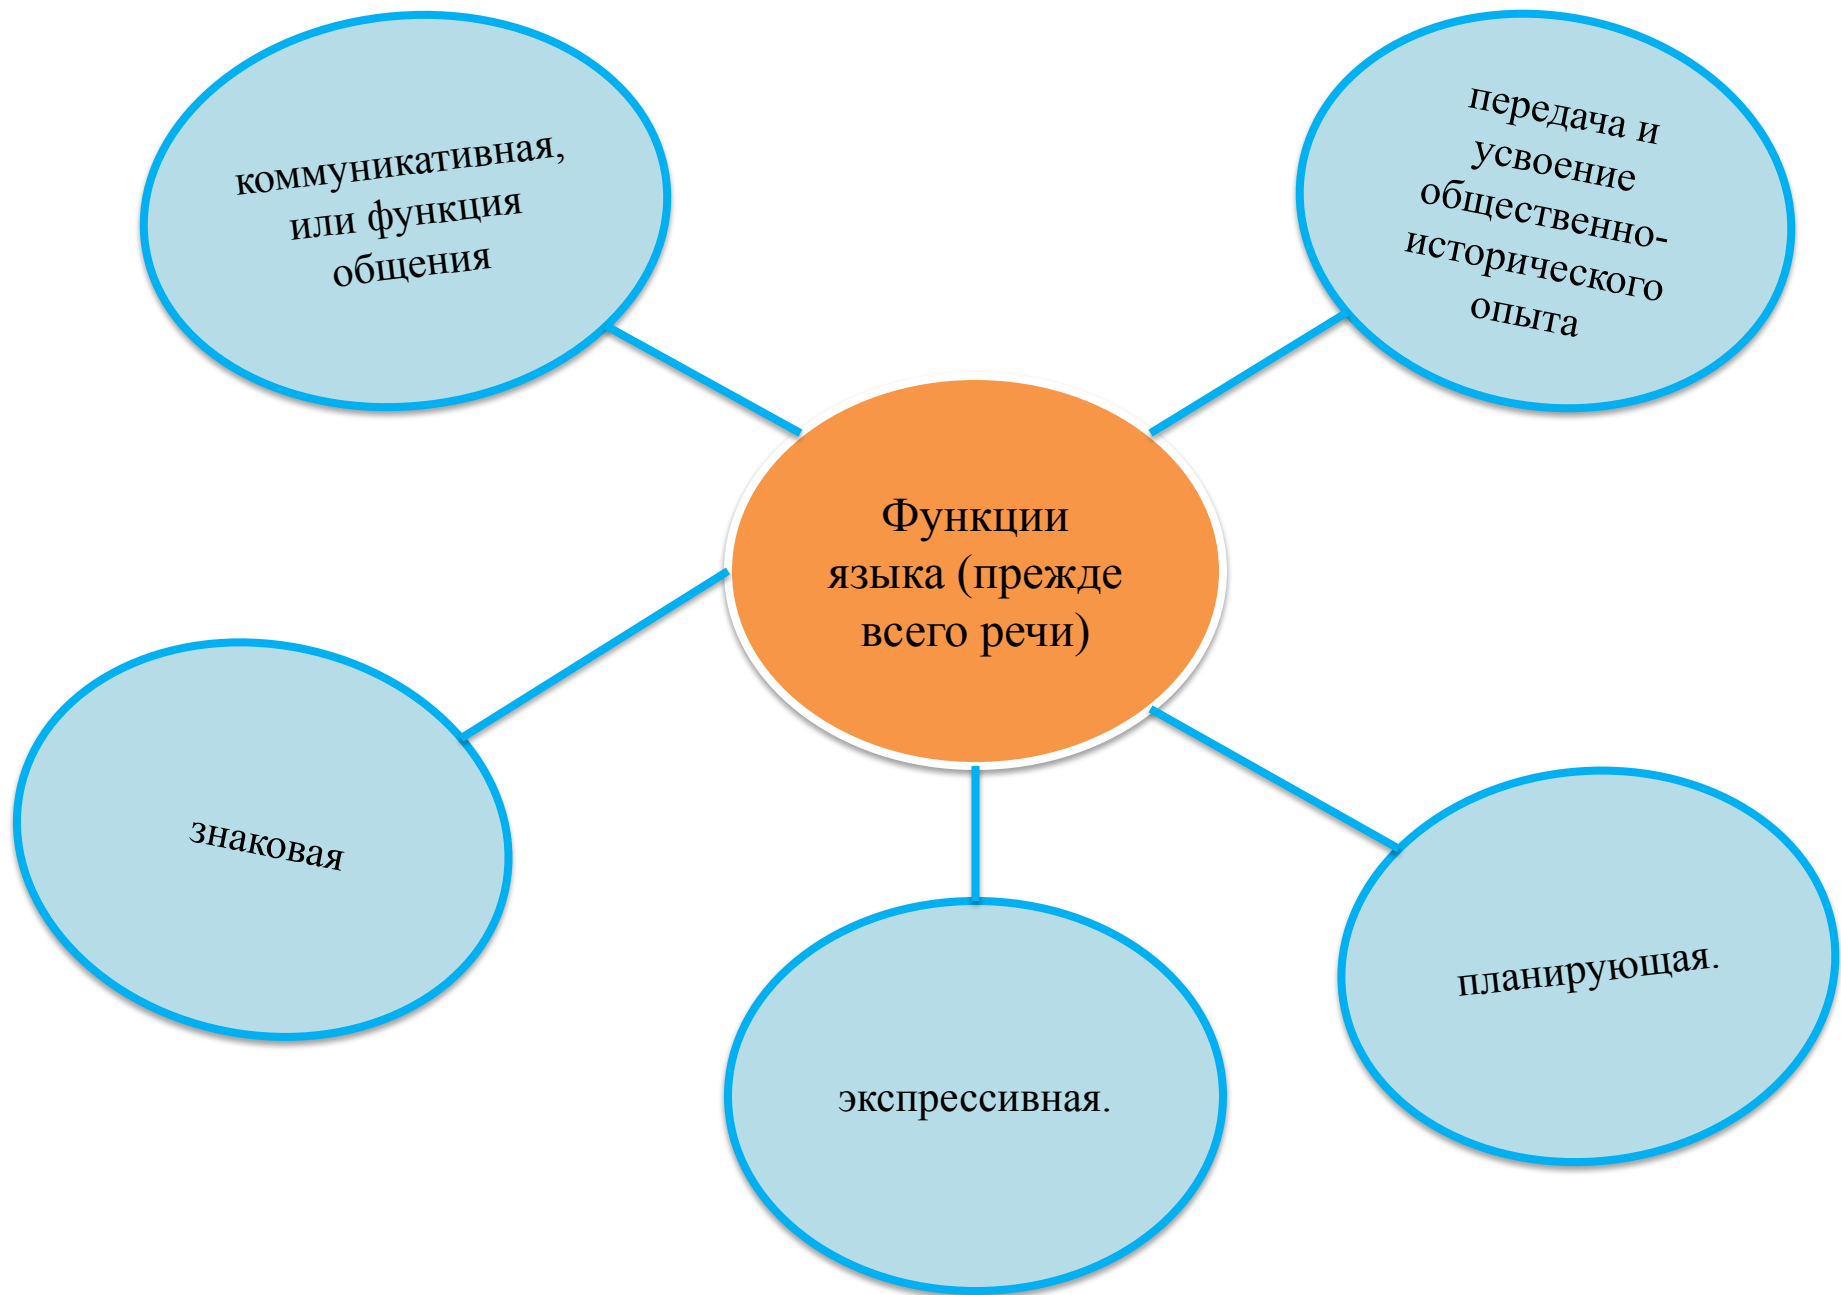 коммуникативная,
или функция
общения
передача и
усвоение
общественно-
исторического
опыта
Функции
языка (прежде
всего речи)
знаковая
экспрессивная.
планирующая.